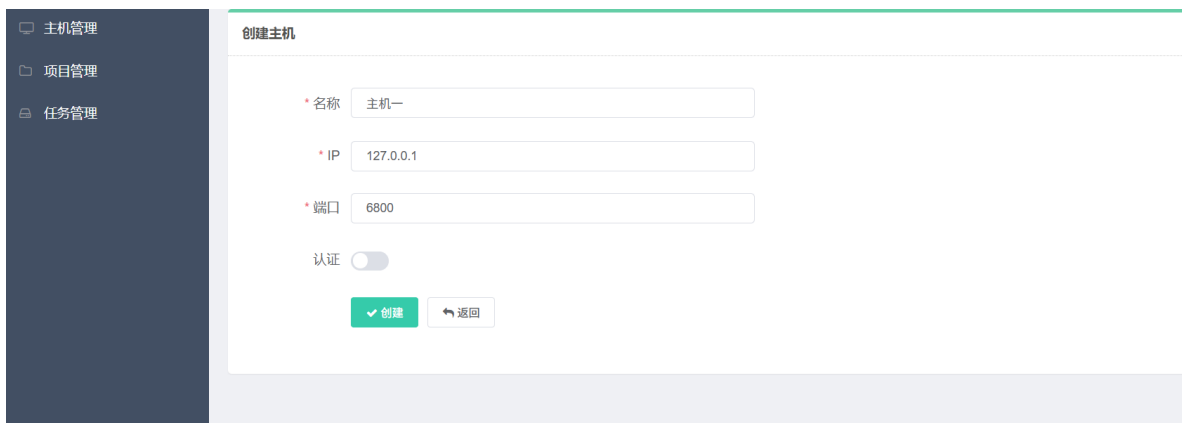 主机管理
项目管理
任务管理
创建主机
* 名称 主机一
* IP 127.0.0.1
* 端口 6800
认证
创建 返回